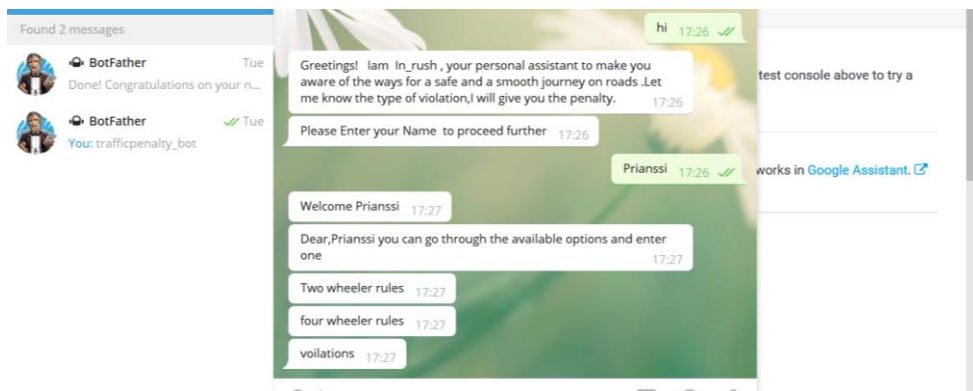 Found 2 messages
BotFather Tue
Done! Congratulations on your n...
BotFather Tue
You: trafficpenalty_bot
hi 17:26
Greetings! Iam In_rush , your personal assistant to make you
aware of the ways for a safe and a smooth journey on roads .Let
me know the type of violation,I will give you the penalty. 17:26
Please Enter your Name to proceed further 17:26
Prianssi 17:26
Welcome Prianssi 17:27
Dear,Prianssi you can go through the available options and enter
one 17:27
Two wheeler rules 17:27
four wheeler rules 17:27
voilations 17:27
test console above to try a
works in Google Assistant.